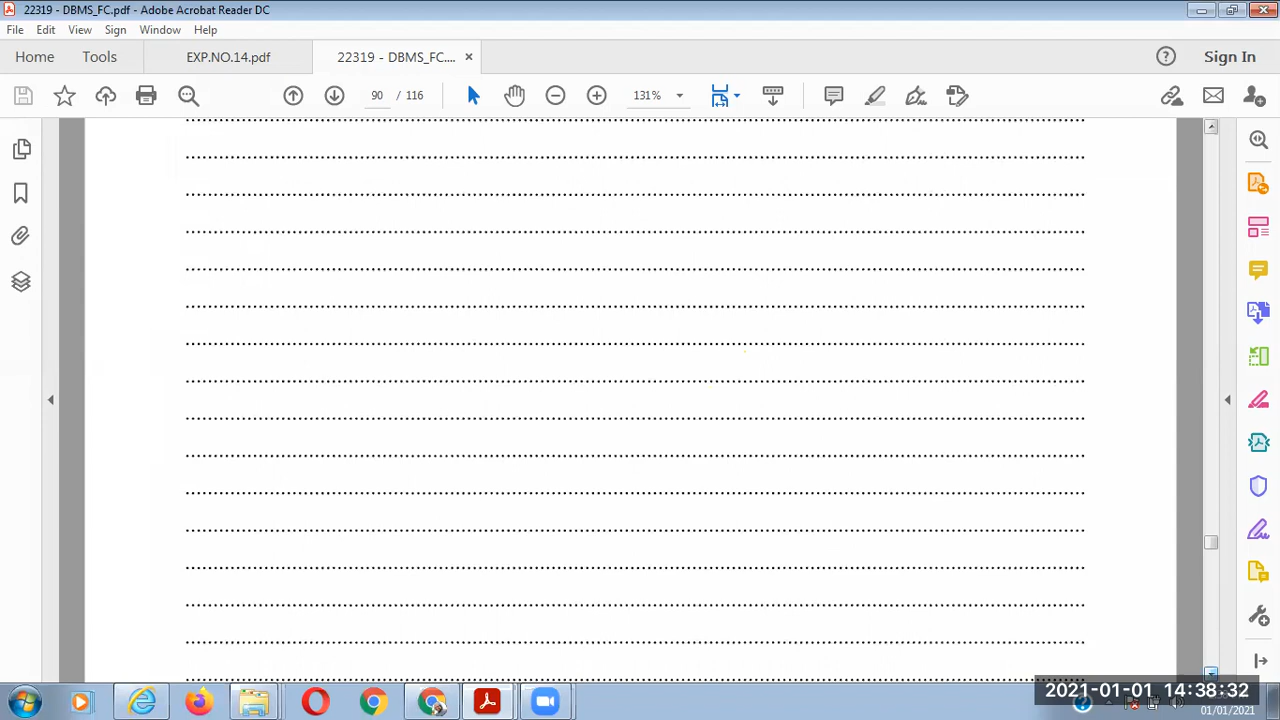 22319 - DBMS_FC.pdf - Adobe Acrobat Reader DC
File Edit View Sign Window Help
Home Tools EXP.NO.14.pdf 22319 - DBMS_FC.... × Sign In
90 / 116 131%
2021-01-01 14:38:32
01/01/2021